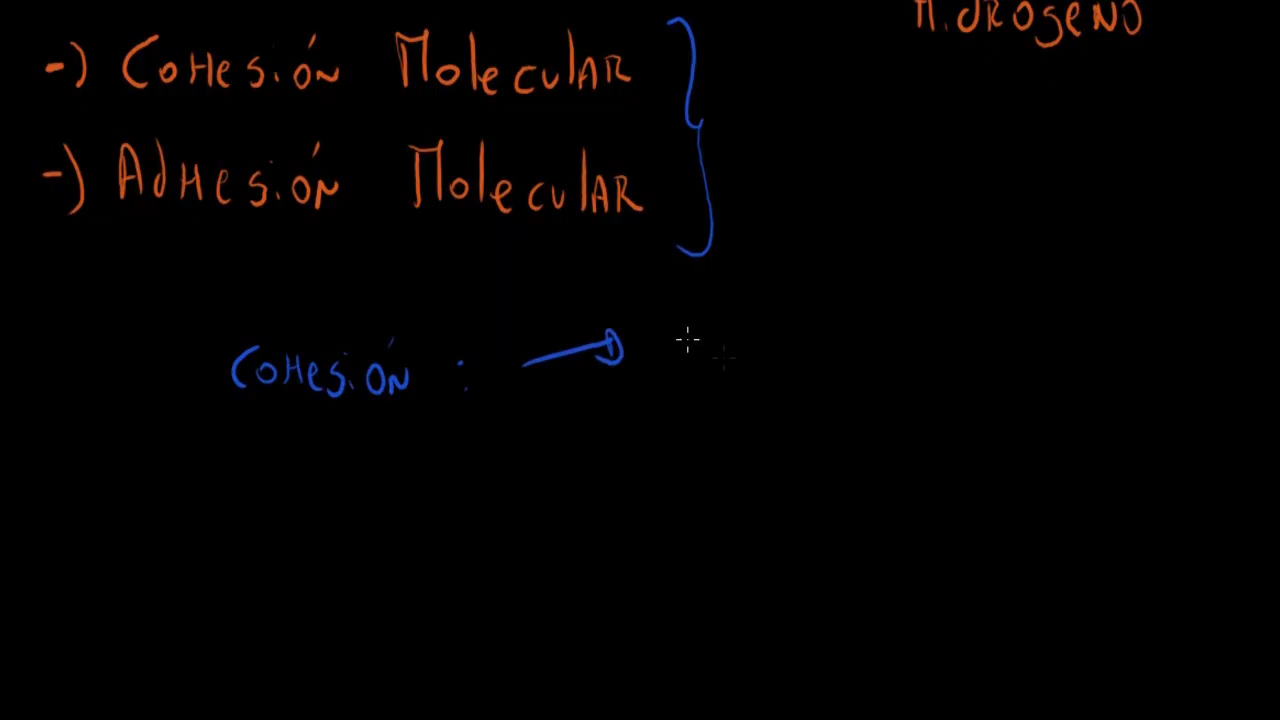 Hidrogeno
-) Cohesión Molecular
-) Adhesión Molecular
Cohesión :